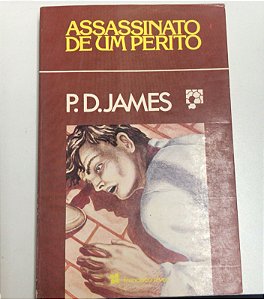 ASSASSINATO
DE UM PERITO
P.D.JAMES